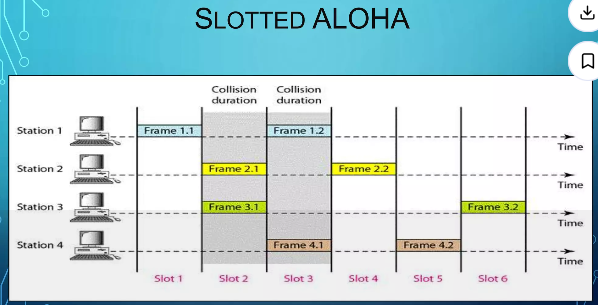 SLOTTED ALOHA
Collision duration
Collision duration
Station 1
Frame 1.1
Frame 1.2
Time
Station 2
Frame 2.1
Frame 2.2
Time
Station 3
Frame 3.1
Frame 3.2
Time
Station 4
Frame 4.1
Frame 4.2
Time
Slot 1
Slot 2
Slot 3
Slot 4
Slot 5
Slot 6